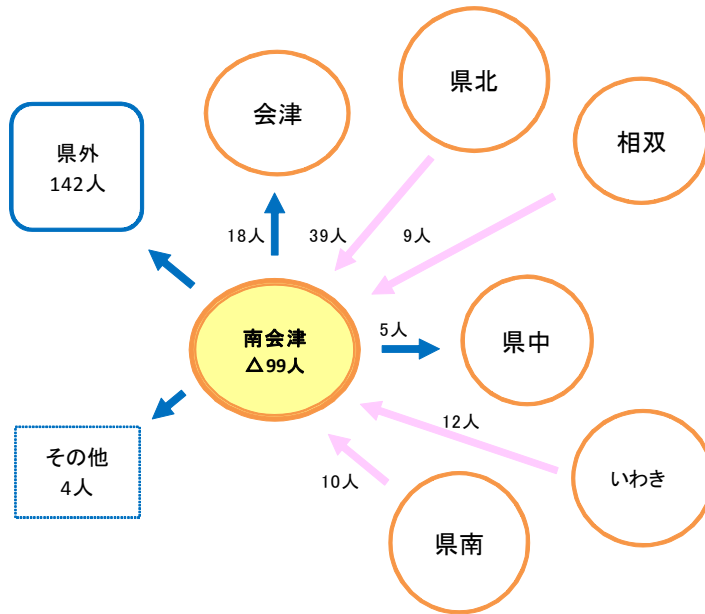 県北
会津
相双
県外
142人
18人
39人
9人
南会津
△99人
5人
県中
12人
その他
4人
10人
いわき
県南